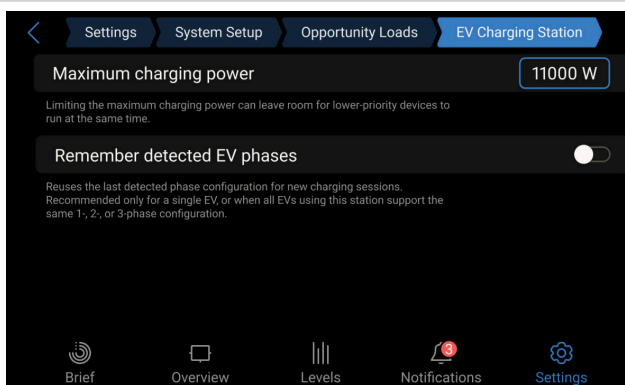 Settings
System Setup
Opportunity Loads
EV Charging Station
Maximum charging power
11000 W
Limiting the maximum charging power can leave room for lower-priority devices to
run at the same time.
Remember detected EV phases
Reuses the last detected phase configuration for new charging sessions.
Recommended only for a single EV, or when all EVs using this station support the
same 1-, 2-, or 3-phase configuration.
3
Brief
Overview
Levels
Notifications
Settings